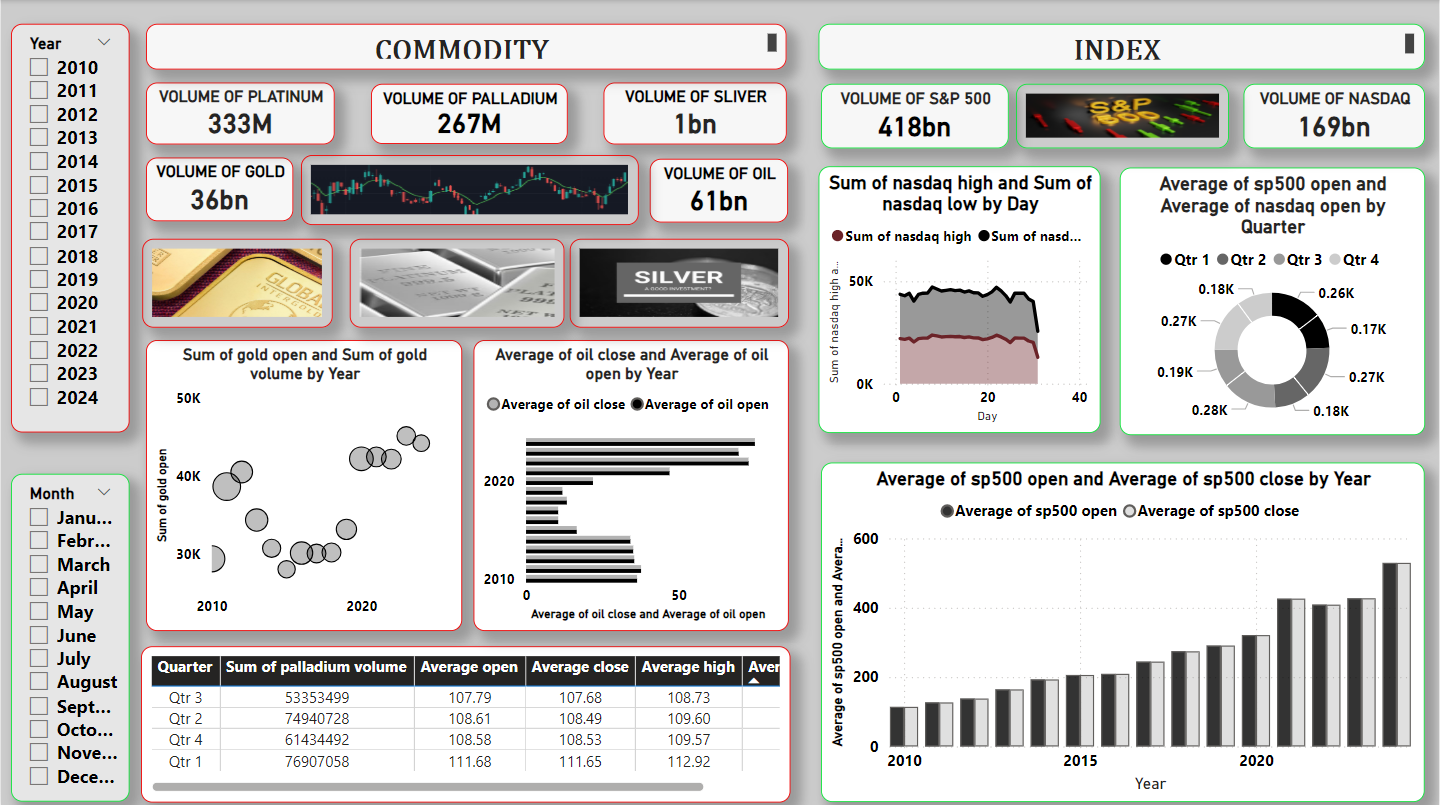 Year
2010
2011
2012
2013
2014
2015
2016
2017
2018
2019
2020
2021
2022
2023
2024
Month
Janu...
Febr...
March
April
May
June
July
August
Sept...
Octo...
Nove...
Dece...
COMMODITY
VOLUME OF PLATINUM
333M
VOLUME OF PALLADIUM
267M
VOLUME OF SLIVER
1bn
VOLUME OF GOLD
36bn
VOLUME OF OIL
61bn
GLOBA
INTERGOL
SILVER
A GOOD INVESTMENT?
Sum of gold open and Sum of gold
volume by Year
Sum of gold open
50K
40K
30K
2010 2020
Average of oil close and Average of oil
open by Year
Average of oil close Average of oil open
2020
2010
0 50
Average of oil close and Average of oil open
Quarter Sum of palladium volume Average open Average close Average high Aver
Qtr 3 53353499 107.79 107.68 108.73
Qtr 2 74940728 108.61 108.49 109.60
Qtr 4 61434492 108.58 108.53 109.57
Qtr 1 76907058 111.68 111.65 112.92
INDEX
VOLUME OF S&P 500
418bn
S&P
500
VOLUME OF NASDAQ
169bn
Sum of nasdaq high and Sum of
nasdaq low by Day
Sum of nasdaq high Sum of nasd...
Sum of nasdaq high a...
50K
0K
0 20 40
Day
Average of sp500 open and
Average of nasdaq open by
Quarter
Qtr 1 Qtr 2 Qtr 3 Qtr 4
0.18K 0.26K
0.27K 0.17K
0.19K 0.27K
0.28K 0.18K
Average of sp500 open and Average of sp500 close by Year
Average of sp500 open Average of sp500 close
Average of sp500 open and Avera...
600
400
200
0
2010 2015 2020
Year